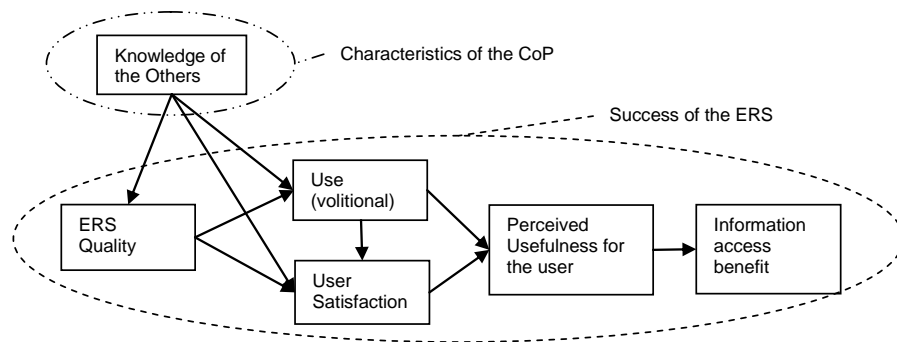 Knowledge of
the Others
Characteristics of the CoP
Success of the ERS
Use
(volitional)
ERS
Quality
Perceived
Usefulness for
the user
Information
access
benefit
User
Satisfaction